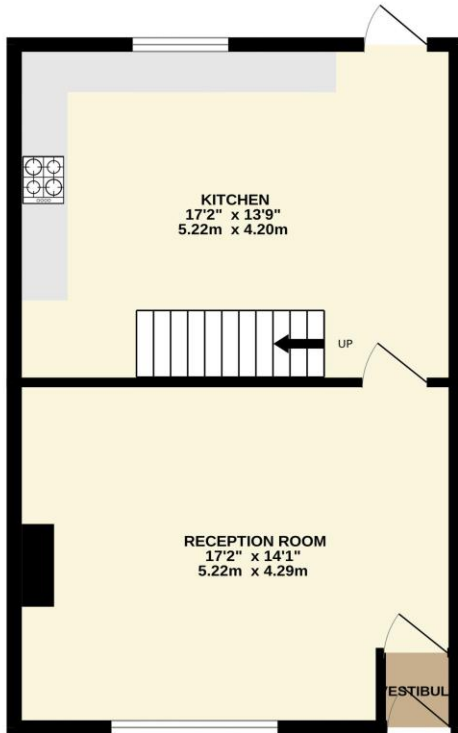 KITCHEN
17'2" x 13'9"
5.22m x 4.20m
UP
RECEPTION ROOM
17'2" x 14'1"
5.22m x 4.29m
VESTIBUL